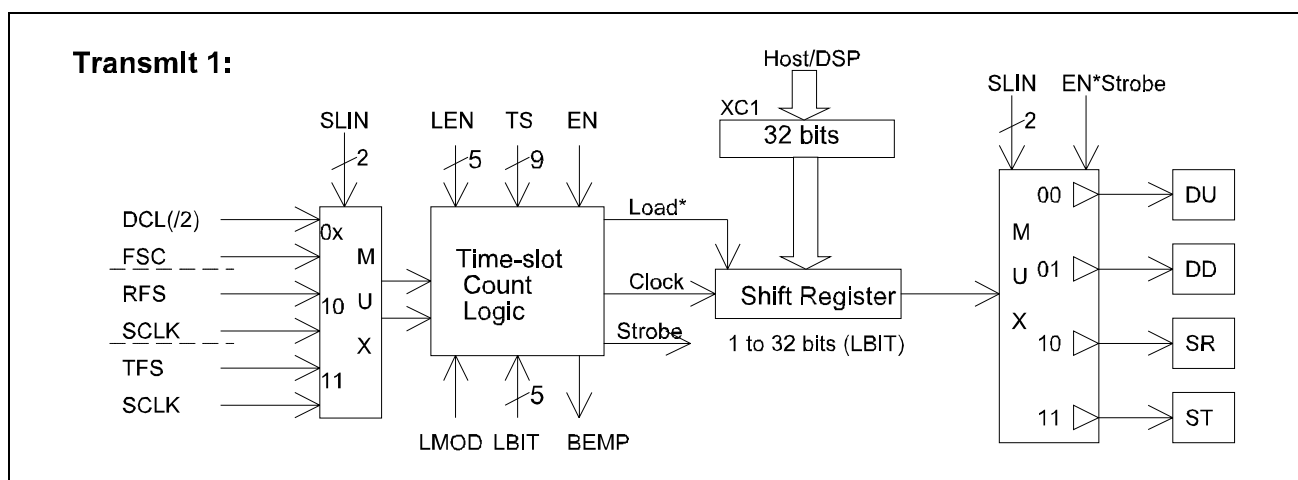 Transmlt 1:
Host/DSP
XC1
32 bits
SLIN
EN*Strobe
2
SLIN
LEN
TS
EN
2
5
9
DCL(/2)
FSC
RFS
SCLK
TFS
SCLK
0x
10
11
M
U
X
Time-slot
Count
Logic
Load*
Clock
Strobe
Shift Register
1 to 32 bits (LBIT)
5
LMOD
LBIT
BEMP
M
U
X
00
01
10
11
DU
DD
SR
ST